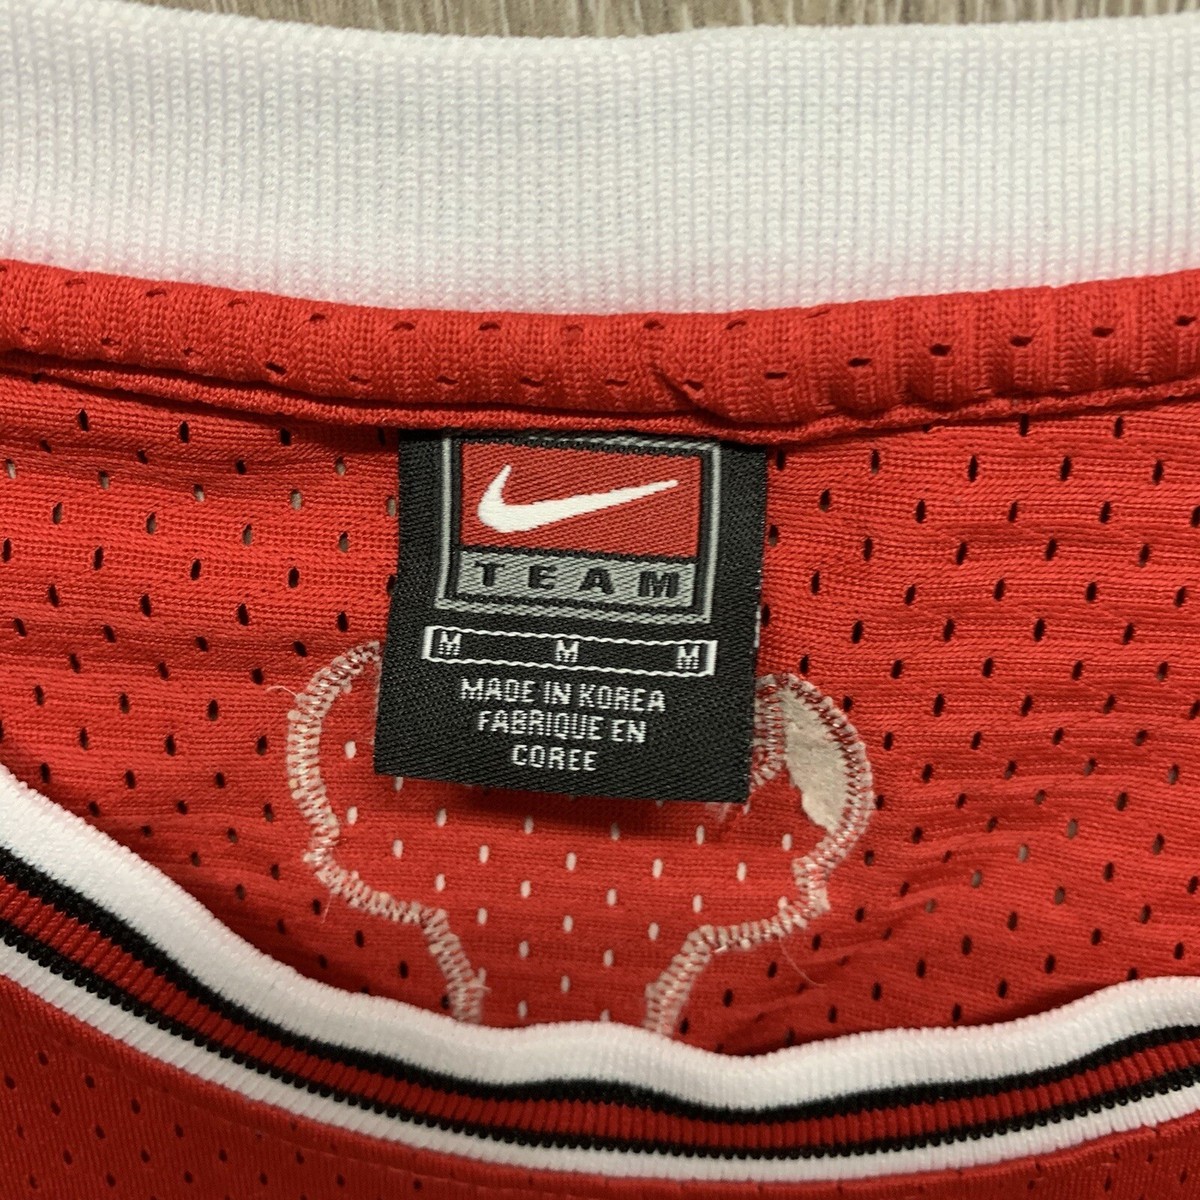 TEAM
M M M
MADE IN KOREA
FABRIQUE EN
COREE